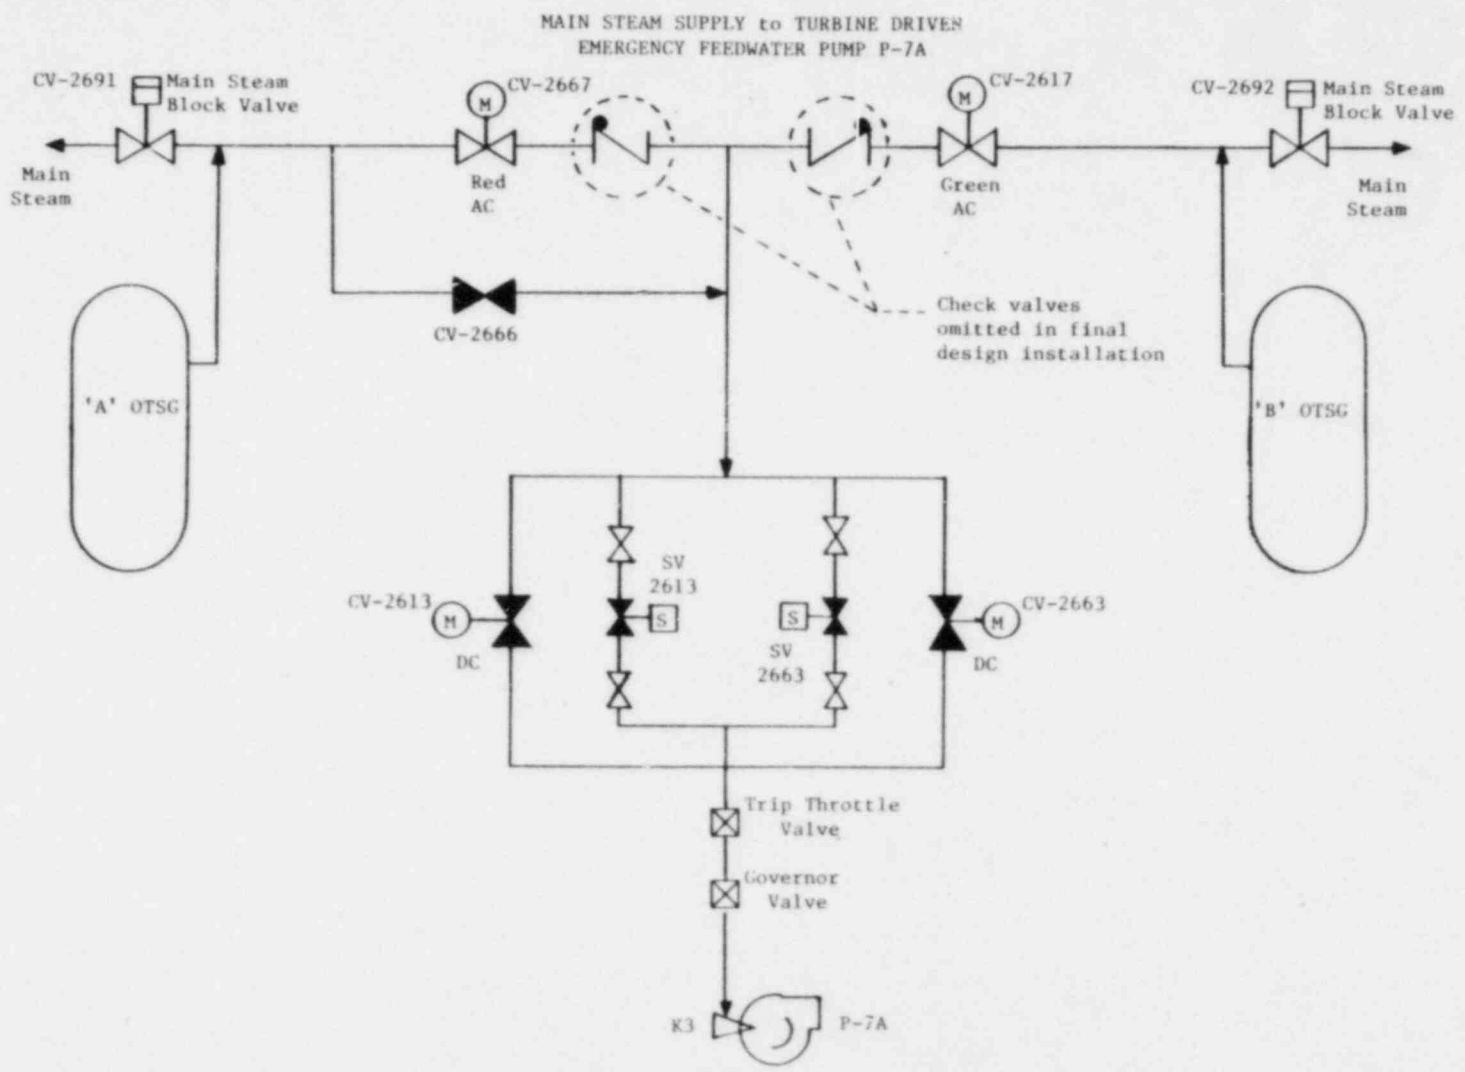 MAIN STEAM SUPPLY to TURBINE DRIVEN
EMERGENCY FEEDWATER PUMP P-7A
CV-2691
Main Steam
Block Valve
CV-2667
M
CV-2617
M
CV-2692
Main Steam
Block Valve
Main
Steam
Red
AC
Green
AC
Main
Steam
CV-2666
Check valves
omitted in final
design installation
'A' OTSG
'B' OTSG
SV
2613
CV-2613
M
S
S
CV-2663
M
DC
SV
2663
DC
Trip Throttle
Valve
Governor
Valve
K3
P-7A